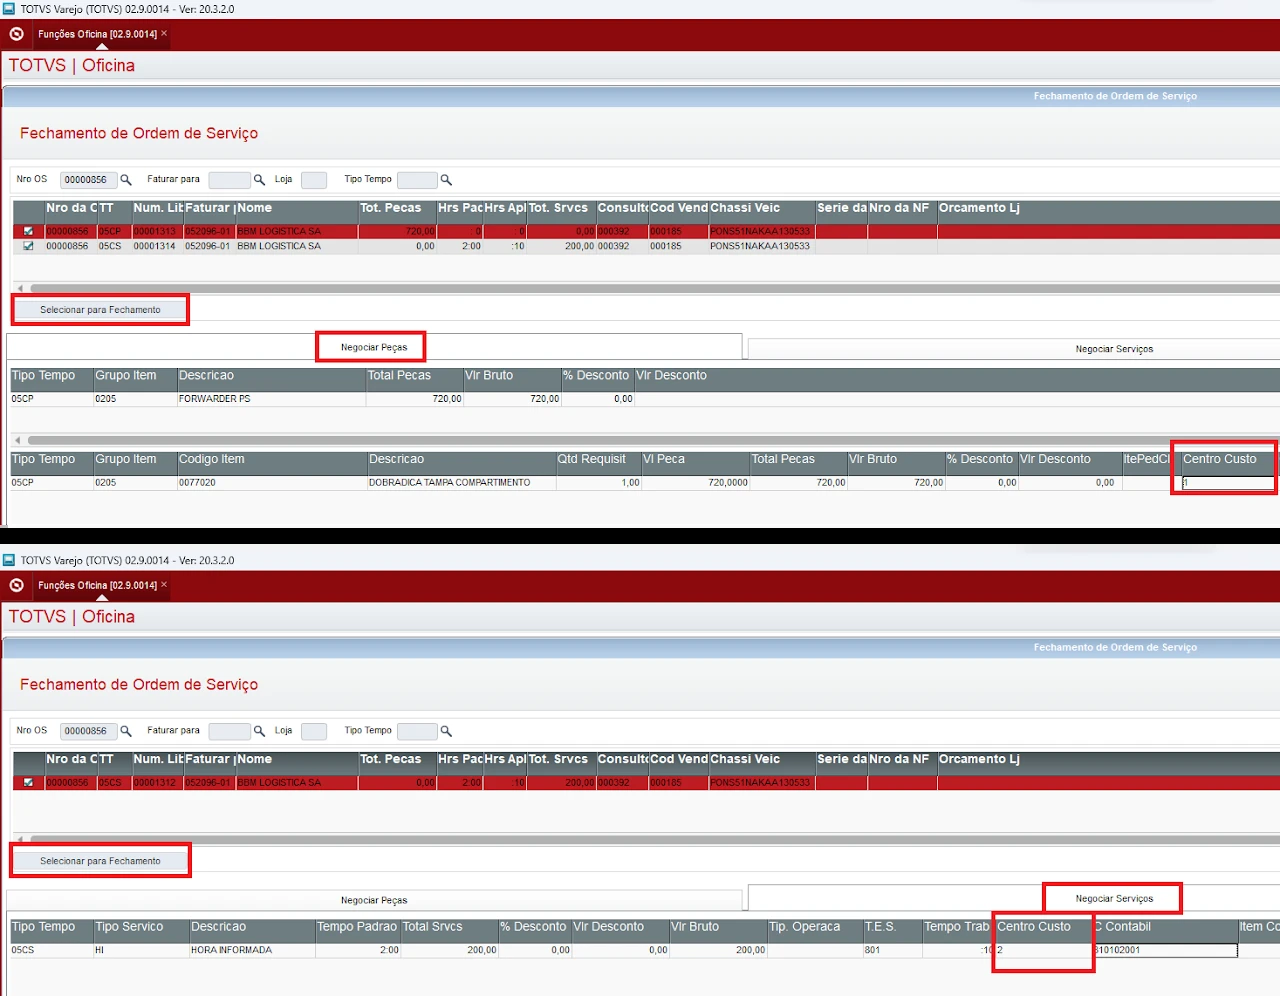 TOTVS Varejo (TOTVS) 02.9.0014 - Ver: 20.3.2.0
Funções Oficina [02.9.0014] ×
TOTVS | Oficina
Fechamento de Ordem de Serviço
Fechamento de Ordem de Serviço
Nro OS 00000856 Faturar para Loja Tipo Tempo
Nro da O TT Num. Lib Faturar p Nome Tot. Pecas Hrs Pad Hrs Apl Tot. Srvcs Consulto Cod Vend Chassi Veic Serie da Nro da NF Orcamento Lj
00000856 05CP 00001313 052096-01 BBM LOGISTICA SA 720,00 : 0 : 0 0,00 000392 000185 PONS51NAKAA130533
00000856 05CS 00001314 052096-01 BBM LOGISTICA SA 0,00 2:00 :10 200,00 000392 000185 PONS51NAKAA130533
Selecionar para Fechamento
Negociar Peças Negociar Serviços
Tipo Tempo Grupo Item Descricao Total Pecas Vlr Bruto % Desconto Vlr Desconto
05CP 0205 FORWARDER PS 720,00 720,00 0,00
Tipo Tempo Grupo Item Codigo Item Descricao Qtd Requisit Vl Peca Total Pecas Vlr Bruto % Desconto Vlr Desconto ItePedCl Centro Custo
05CP 0205 0077020 DOBRADICA TAMPA COMPARTIMENTO 1,00 720,0000 720,00 720,00 0,00 0,00 1
TOTVS Varejo (TOTVS) 02.9.0014 - Ver: 20.3.2.0
Funções Oficina [02.9.0014] ×
TOTVS | Oficina
Fechamento de Ordem de Serviço
Fechamento de Ordem de Serviço
Nro OS 00000856 Faturar para Loja Tipo Tempo
Nro da O TT Num. Lib Faturar p Nome Tot. Pecas Hrs Pad Hrs Apl Tot. Srvcs Consulto Cod Vend Chassi Veic Serie da Nro da NF Orcamento Lj
00000856 05CS 00001312 052096-01 BBM LOGISTICA SA 0,00 2:00 :10 200,00 000392 000185 PONS51NAKAA130533
Selecionar para Fechamento
Negociar Peças Negociar Serviços
Tipo Tempo Tipo Servico Descricao Tempo Padrao Total Srvcs % Desconto Vlr Desconto Vlr Bruto Tip. Operaca T.E.S. Tempo Trab Centro Custo C Contabil Item Co
05CS HI HORA INFORMADA 2:00 200,00 0,00 0,00 200,00 801 :10 2 310102001